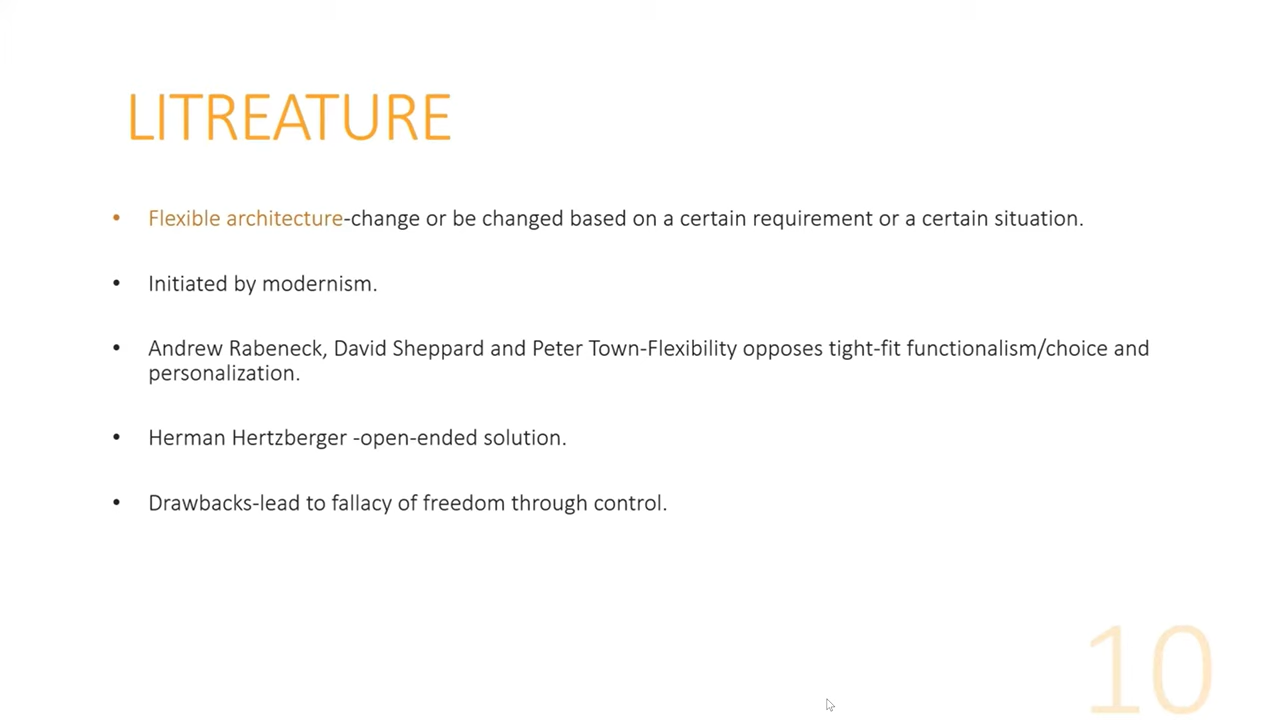 LITREATURE
• Flexible architecture-change or be changed based on a certain requirement or a certain situation.
• Initiated by modernism.
• Andrew Rabeneck, David Sheppard and Peter Town-Flexibility opposes tight-fit functionalism/choice and
personalization.
• Herman Hertzberger -open-ended solution.
• Drawbacks-lead to fallacy of freedom through control.
10